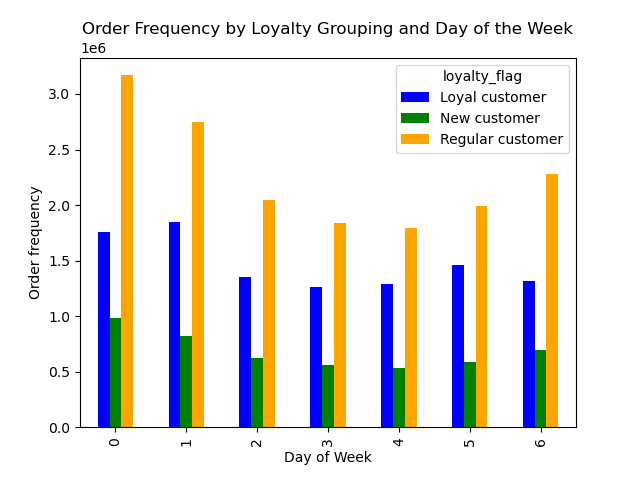 Order Frequency by Loyalty Grouping and Day of the Week
1e6
3.0
2.5
2.0
1.5
1.0
0.5
0.0
Order frequency
loyalty_flag
Loyal customer
New customer
Regular customer
0 1 2 3 4 5 6
Day of Week